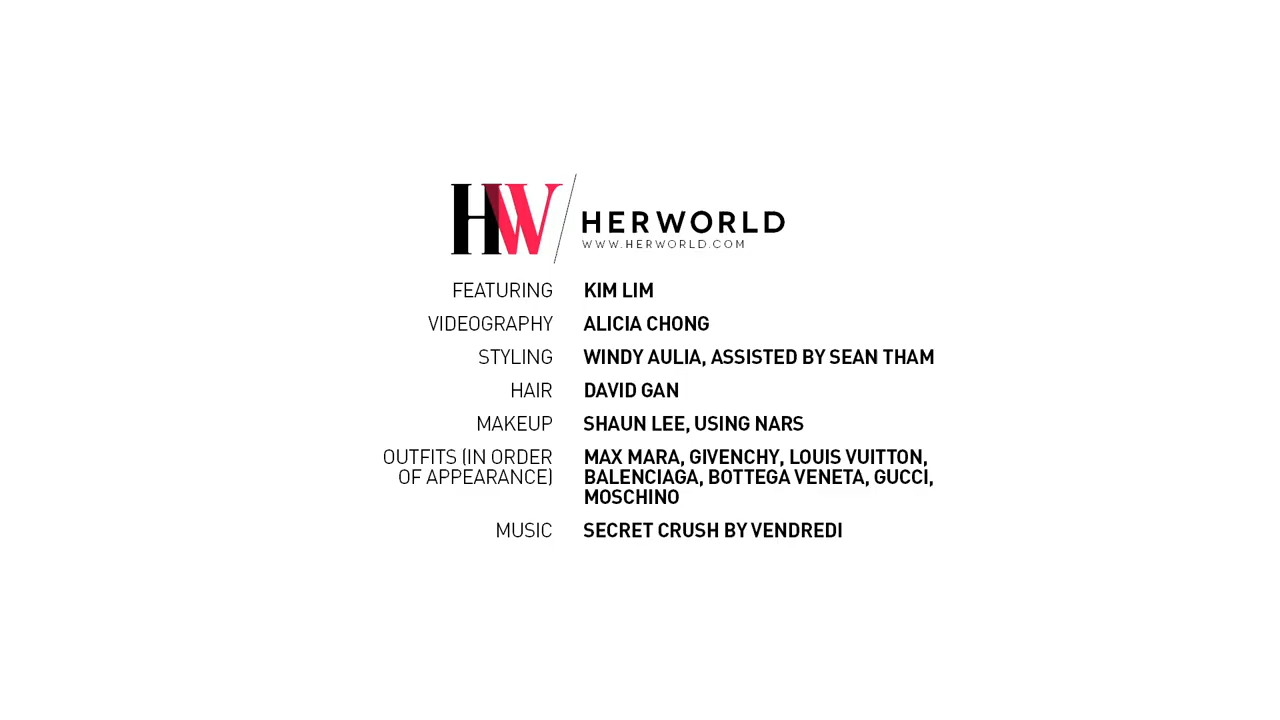 HW HERWORLD
WWW.HERWORLD.COM
FEATURING KIM LIM
VIDEOGRAPHY ALICIA CHONG
STYLING WINDY AULIA, ASSISTED BY SEAN THAM
HAIR DAVID GAN
MAKEUP SHAUN LEE, USING NARS
OUTFITS (IN ORDER MAX MARA, GIVENCHY, LOUIS VUITTON,
OF APPEARANCE) BALENCIAGA, BOTTEGA VENETA, GUCCI,
MOSCHINO
MUSIC SECRET CRUSH BY VENDREDI